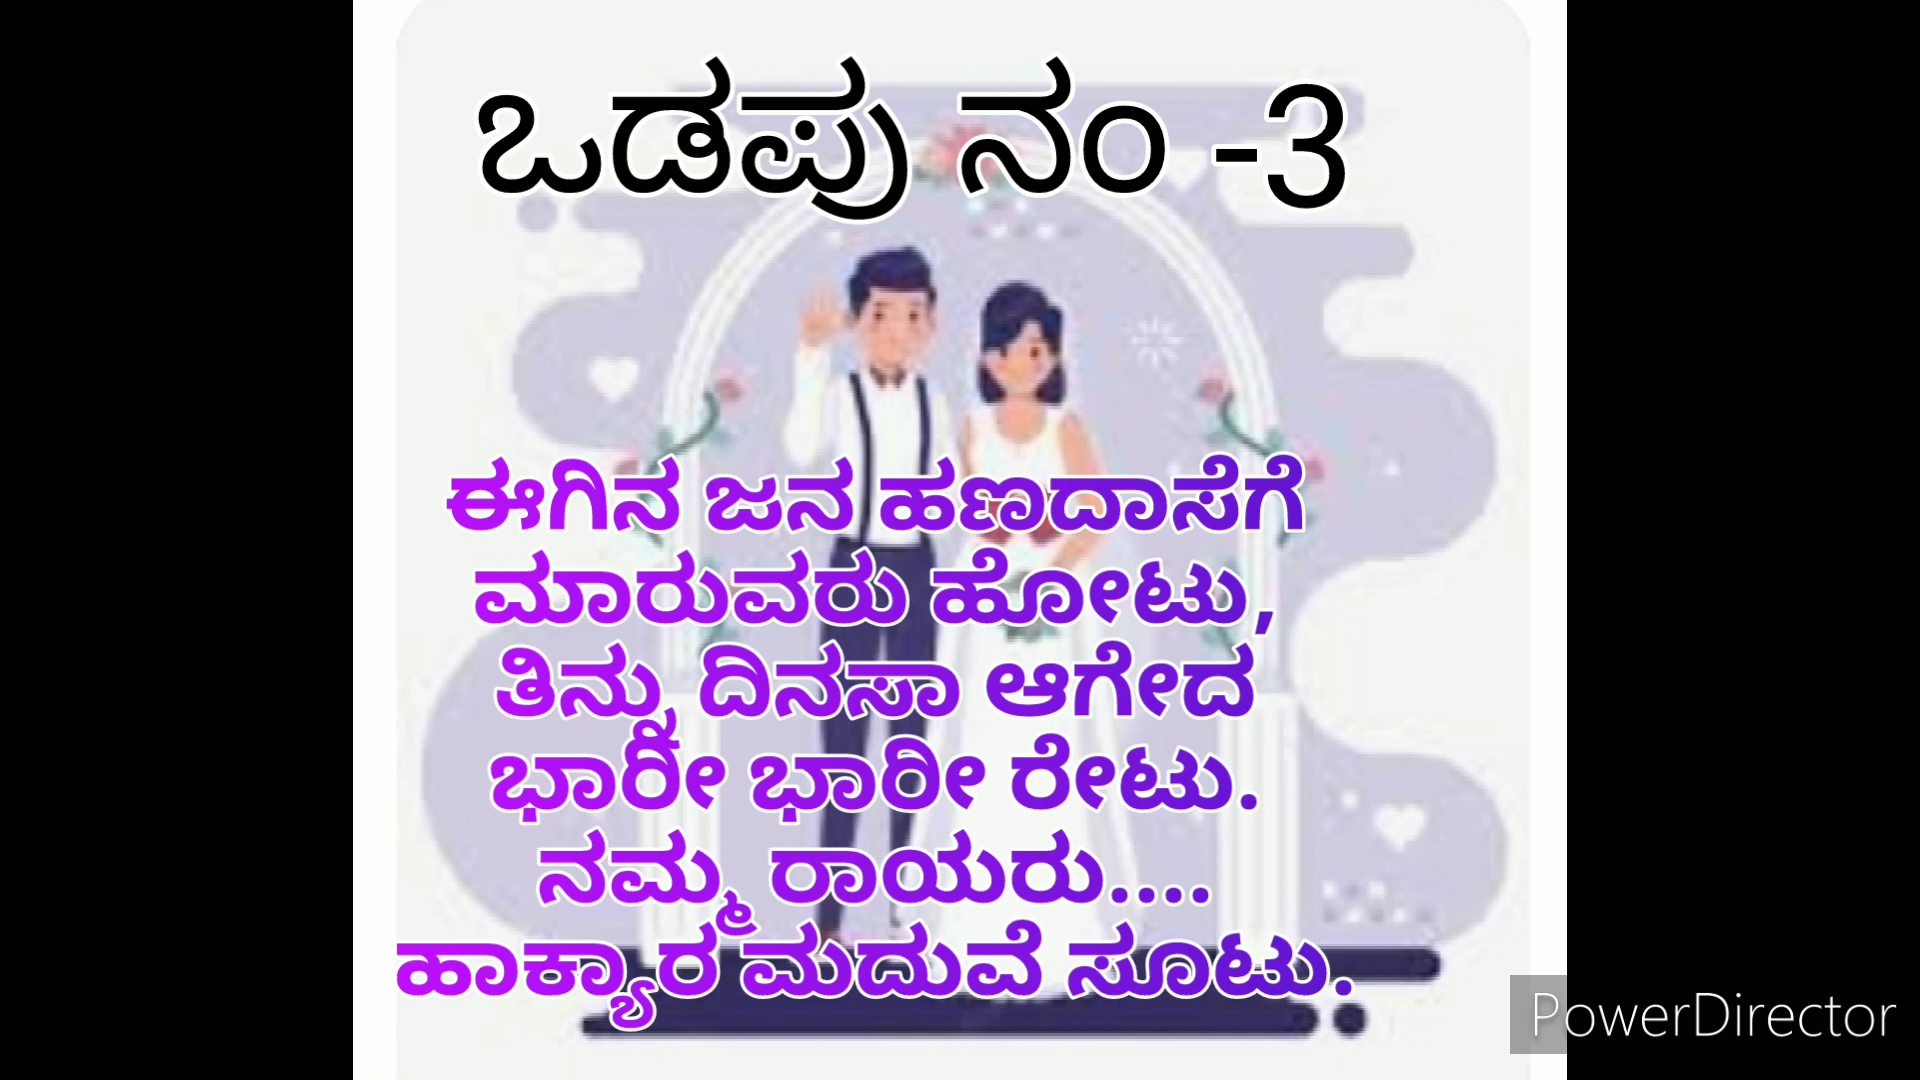 ಒಡಪು ನಂ -3
ಈಗಿನ ಜನ ಹಣದಾಸೆಗೆ
ಮಾರುವರು ಹೋಟು,
ತಿನ್ನು ದಿನಸಾ ಆಗೇದ
ಭಾರೀ ಭಾರೀ ರೇಟು.
ನಮ್ಮ ರಾಯರು....
ಹಾಕ್ಯಾರ ಮದುವೆ ಸೂಟು.
PowerDirector